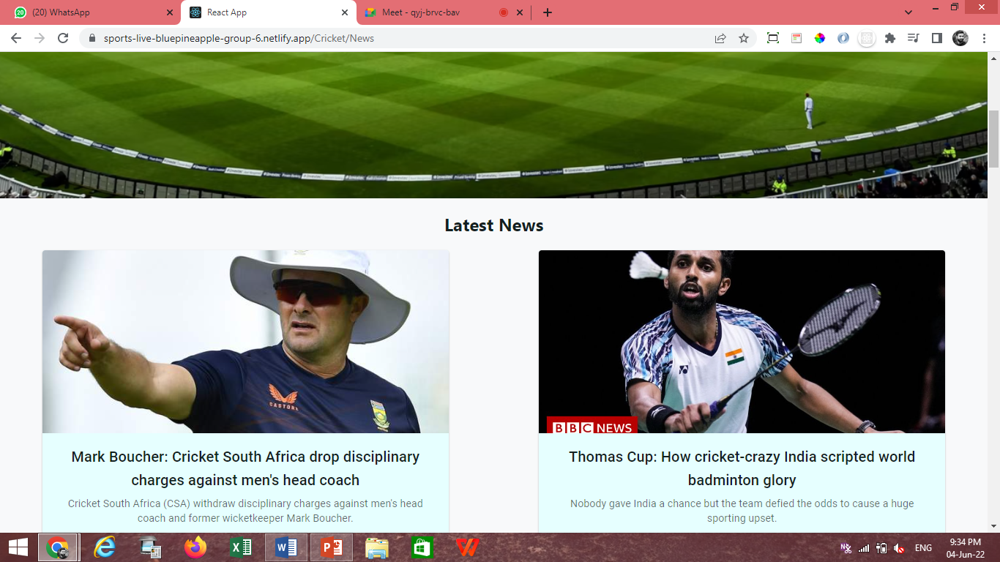 20
(20) WhatsApp
React App
Meet - qyj-brvc-bav
sports-live-bluepineapple-group-6.netlify.app/Cricket/News
Latest News
CASTORE
BBC NEWS
Mark Boucher: Cricket South Africa drop disciplinary
charges against men's head coach
Cricket South Africa (CSA) withdraw disciplinary charges against men's head
coach and former wicketkeeper Mark Boucher.
Thomas Cup: How cricket-crazy India scripted world
badminton glory
Nobody gave India a chance but the team defied the odds to cause a huge
sporting upset.
ENG
9:34 PM
04-Jun-22